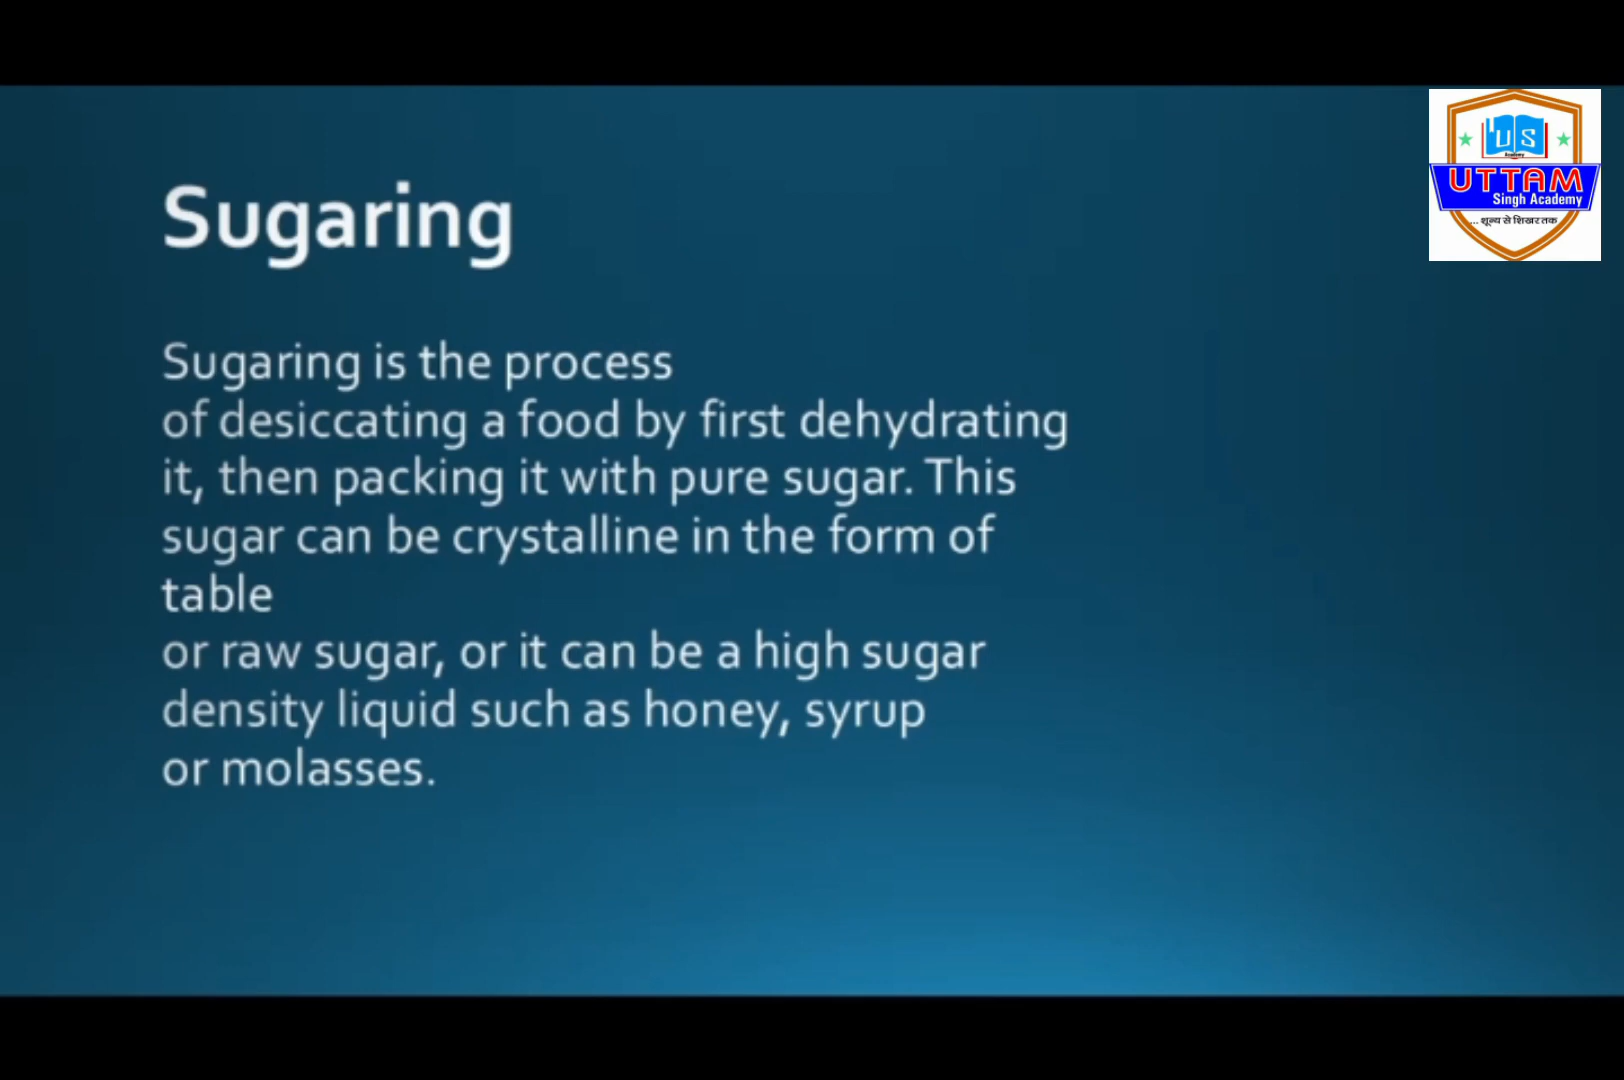 US
Academy
UTTAM
Singh Academy
... शून्य से शिखर तक
Sugaring
Sugaring is the process
of desiccating a food by first dehydrating
it, then packing it with pure sugar. This
sugar can be crystalline in the form of
table
or raw sugar, or it can be a high sugar
density liquid such as honey, syrup
or molasses.